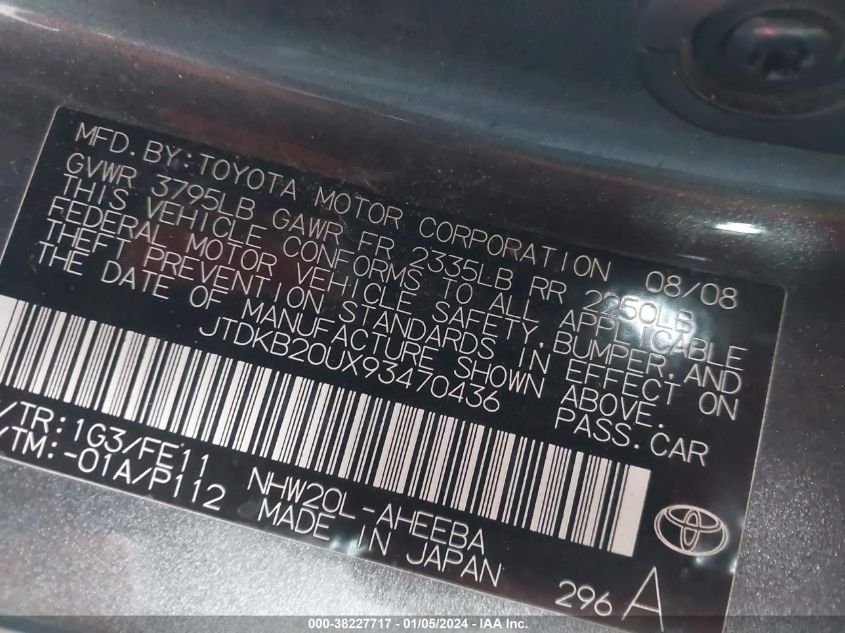 MFD.BY:TOYOTA MOTOR CORPORATION 08/08
GVWR 3795LB GAWR FR 2335LB RR 2250LB
THIS VEHICLE CONFORMS TO ALL APPLICABLE
FEDERAL MOTOR VEHICLE SAFETY,BUMPER,AND
THEFT PREVENTION STANDARDS IN EFFECT ON
THE DATE OF MANUFACTURE SHOWN ABOVE.
JTDKB20UX93470436 PASS.CAR
/TR:1G3/FE11
/TM:-01A/P112
NHW20L-AHEEBA
MADE IN JAPAN
296 A
000-38227717 - 01/05/2024 - IAA Inc.